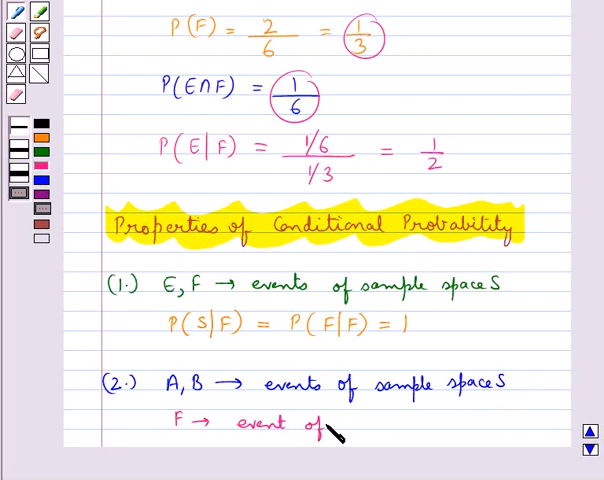 P(F) = 2/6 = 1/3
P(E∩F) = 1/6
P(E|F) = 1/6 / 1/3 = 1/2
Properties of Conditional Probability
(1.) E, F → events of sample space S
P(S|F) = P(F|F) = 1
(2.) A, B → events of sample space S
F → event of